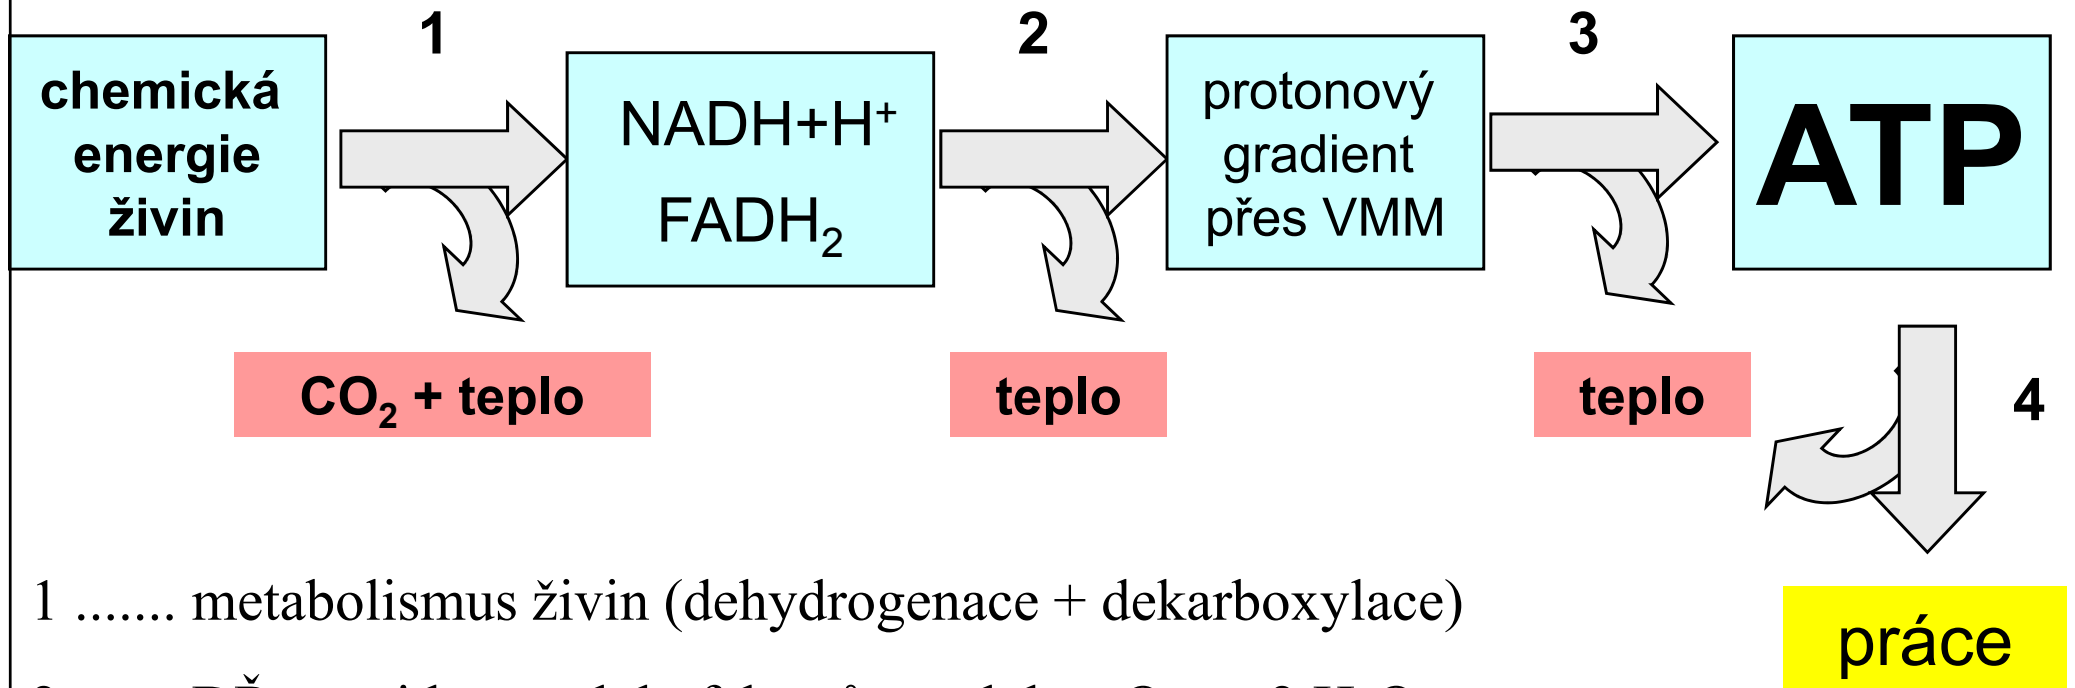 1
2
3
chemická
energie
živin
NADH+H⁺
FADH₂
protonový
gradient
přes VMM
ATP
CO₂ + teplo
teplo
teplo
4
1 ....... metabolismus živin (dehydrogenace + dekarboxylace)
práce